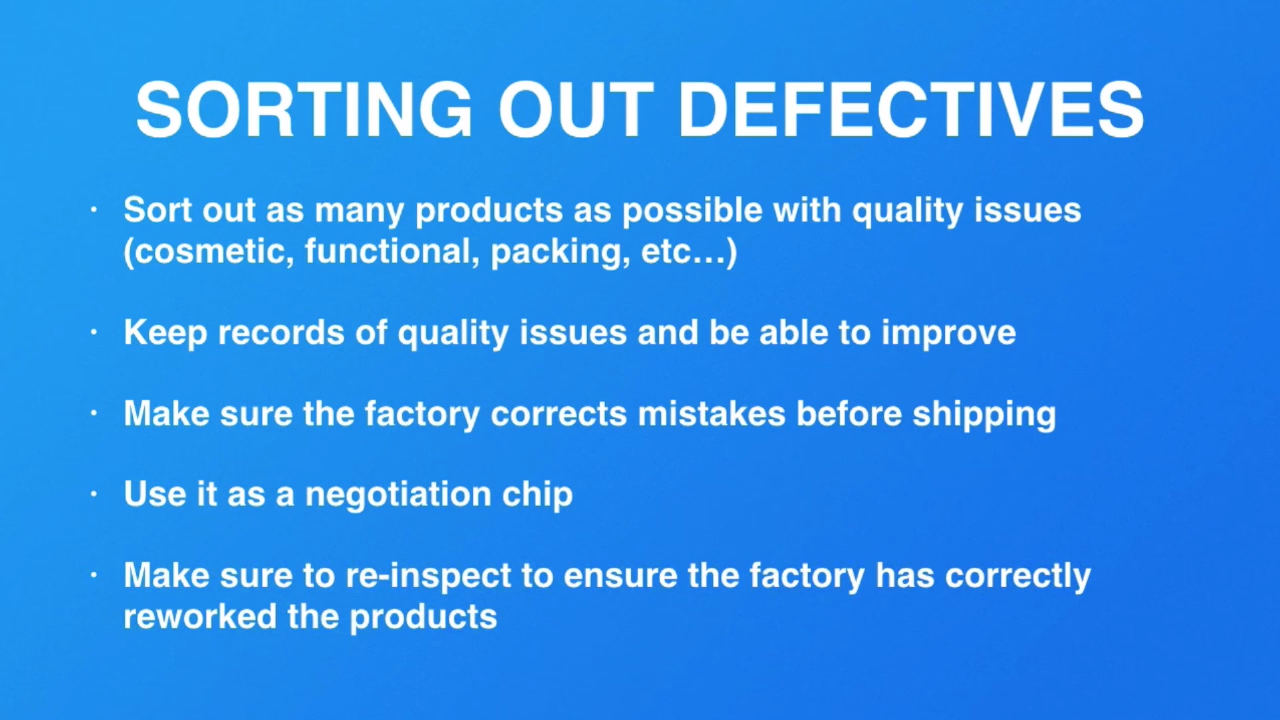 SORTING OUT DEFECTIVES
· Sort out as many products as possible with quality issues
(cosmetic, functional, packing, etc…)
· Keep records of quality issues and be able to improve
· Make sure the factory corrects mistakes before shipping
· Use it as a negotiation chip
· Make sure to re-inspect to ensure the factory has correctly
reworked the products